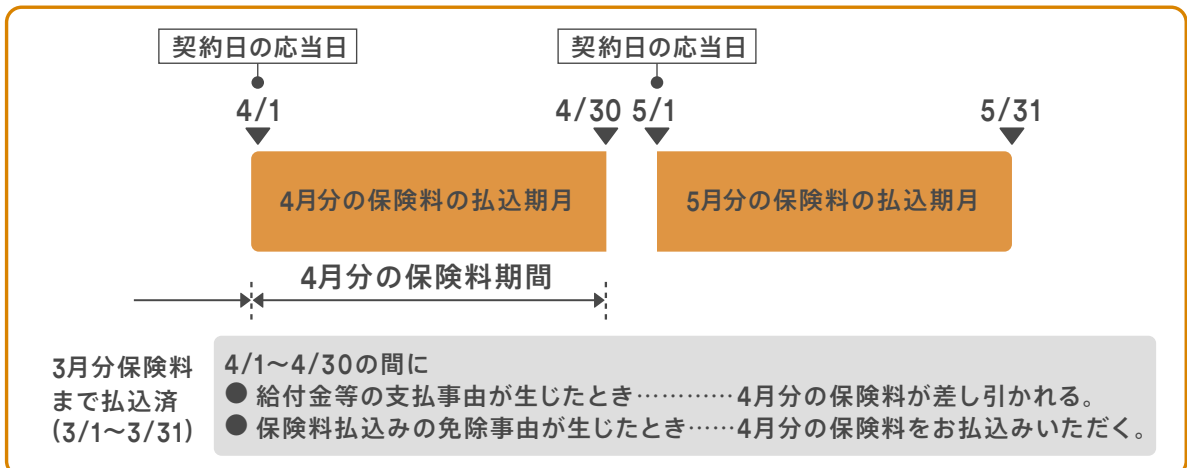 契約日の応当日 契約日の応当日
4/1 4/30 5/1 5/31
4月分の保険料の払込期月 5月分の保険料の払込期月
4月分の保険料期間
3月分保険料
まで払込済
(3/1〜3/31)
4/1〜4/30の間に
● 給付金等の支払事由が生じたとき…………4月分の保険料が差し引かれる。
● 保険料払込みの免除事由が生じたとき……4月分の保険料をお払込みいただく。